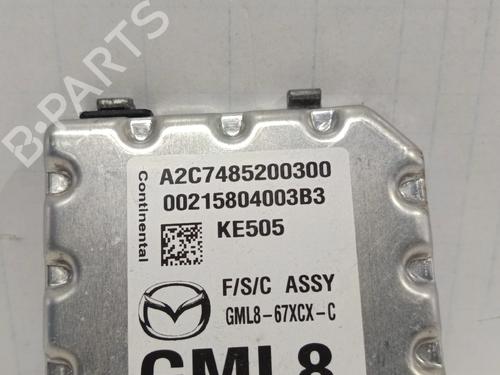 B-PARTS
Continental
A2C7485200300
00215804003B3
KE505
F/S/C ASSY
GML8-67XCX-C
GML8